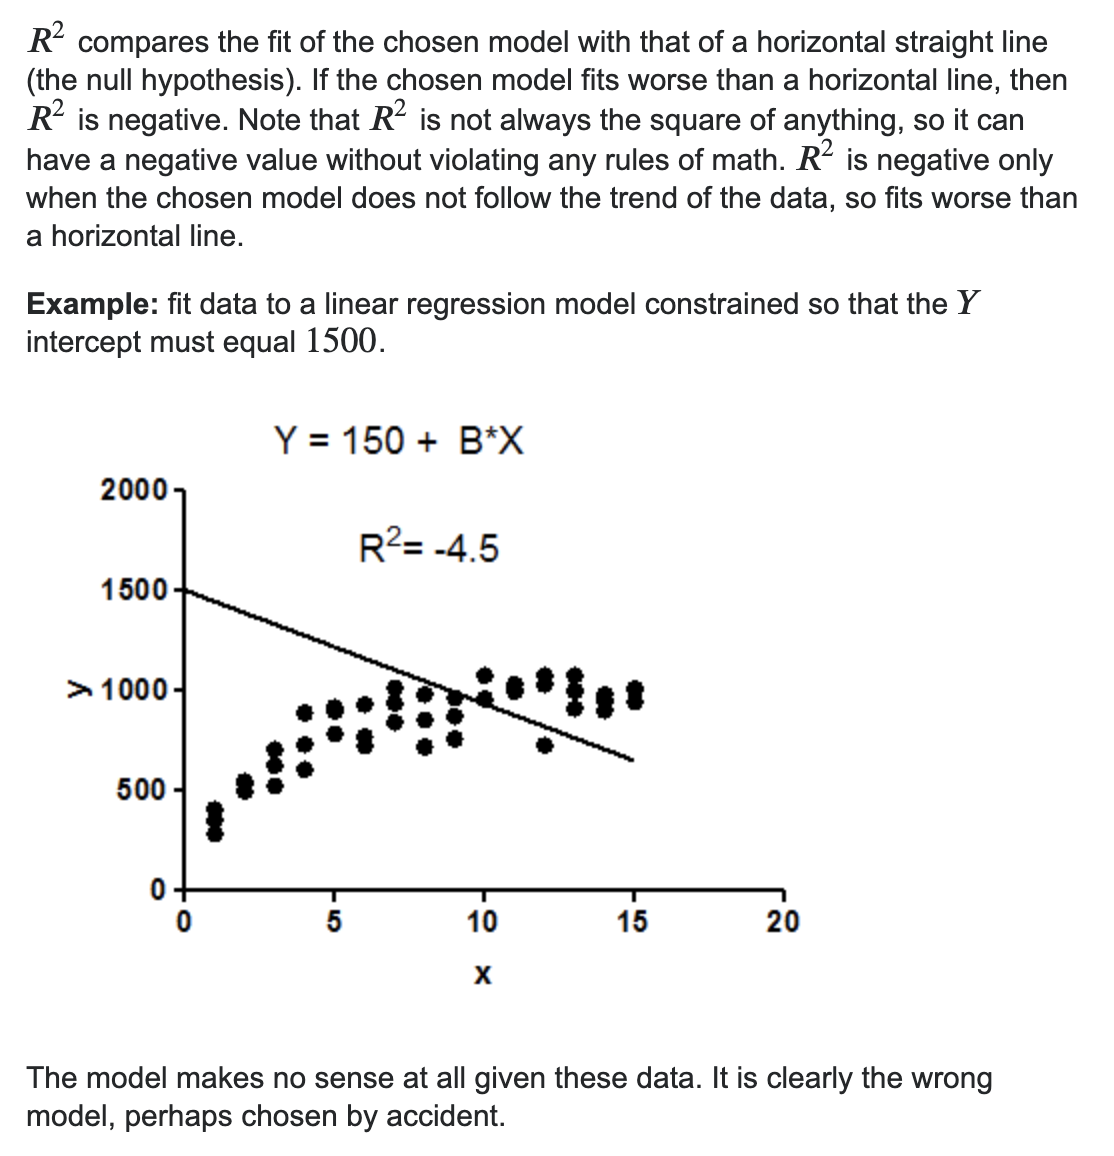 R² compares the fit of the chosen model with that of a horizontal straight line
(the null hypothesis). If the chosen model fits worse than a horizontal line, then
R² is negative. Note that R² is not always the square of anything, so it can
have a negative value without violating any rules of math. R² is negative only
when the chosen model does not follow the trend of the data, so fits worse than
a horizontal line.
Example: fit data to a linear regression model constrained so that the Y
intercept must equal 1500.
Y = 150 + B*X
R²= -4.5
2000
1500
1000
500
0
y
0 5 10 15 20
x
The model makes no sense at all given these data. It is clearly the wrong
model, perhaps chosen by accident.